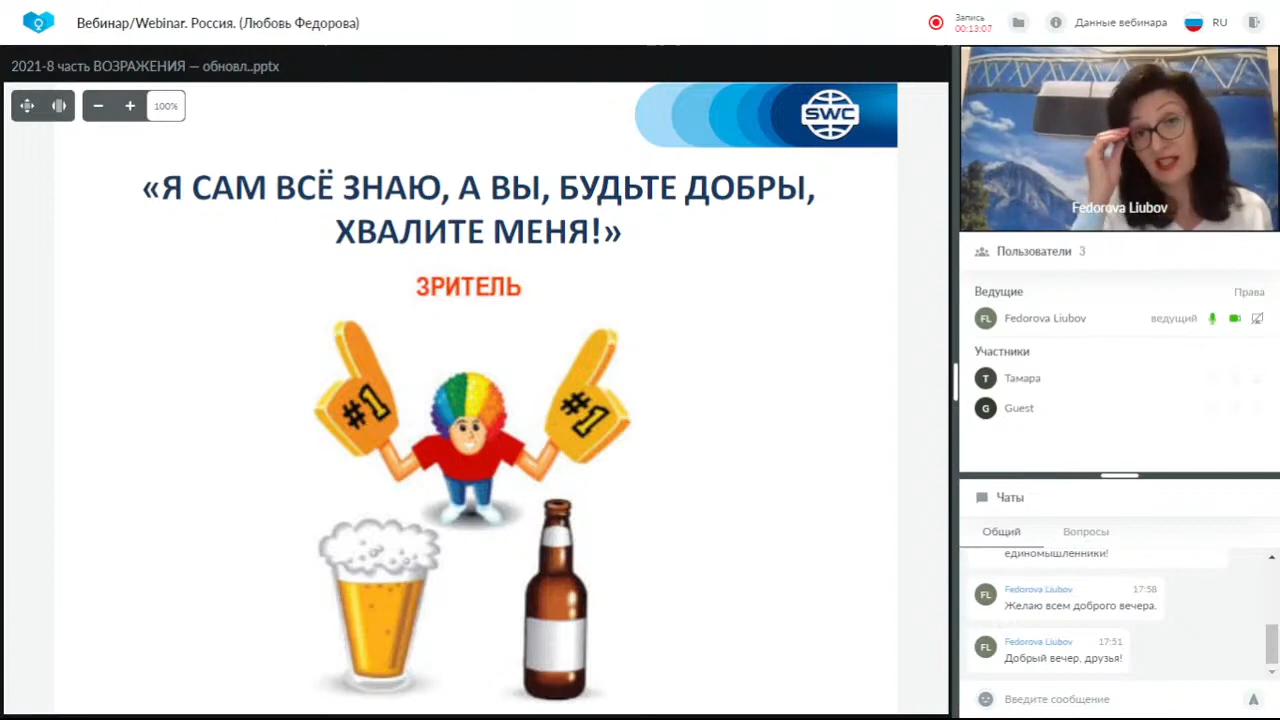 Вебинар/Webinar. Россия. (Любовь Федорова)
Запись
00:13:07
Данные вебинара
RU
2021-8 часть ВОЗРАЖЕНИЯ — обновл..pptx
100%
SWC
«Я САМ ВСЁ ЗНАЮ, А ВЫ, БУДЬТЕ ДОБРЫ,
ХВАЛИТЕ МЕНЯ!»
ЗРИТЕЛЬ
#1
#1
Fedorova Liubov
Пользователи 3
Ведущие Права
FL Fedorova Liubov ведущий
Участники
T Тамара
G Guest
Чаты
Общий Вопросы
единомышленники!
FL Fedorova Liubov 17:58
Желаю всем доброго вечера.
FL Fedorova Liubov 17:51
Добрый вечер, друзья!
Введите сообщение